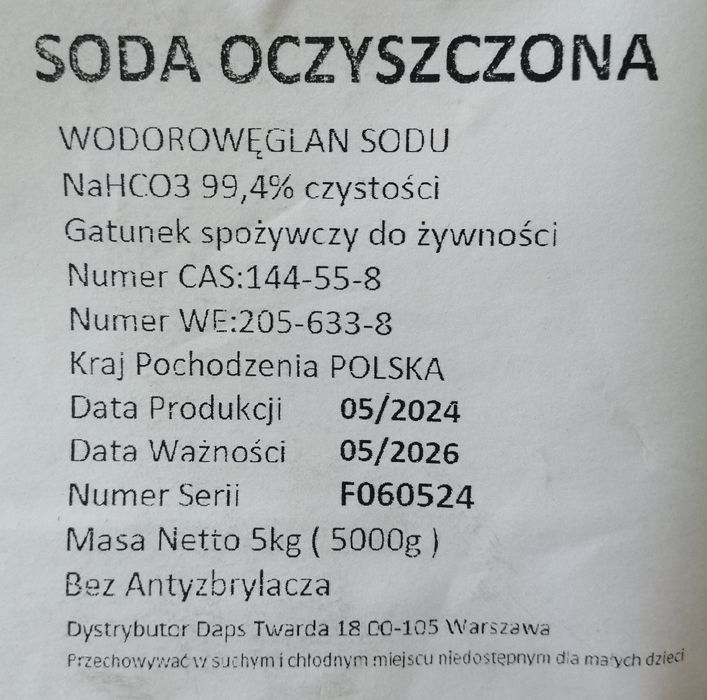 SODA OCZYSZCZONA
WODOROWĘGLAN SODU
NaHCO3 99,4% czystości
Gatunek spożywczy do żywności
Numer CAS:144-55-8
Numer WE:205-633-8
Kraj Pochodzenia POLSKA
Data Produkcji 05/2024
Data Ważności 05/2026
Numer Serii F060524
Masa Netto 5kg ( 5000g )
Bez Antyzbrylacza
Dystrybutor Daps Twarda 18 00-105 Warszawa
Przechowywać w suchym i chłodnym miejscu niedostępnym dla małych dzieci